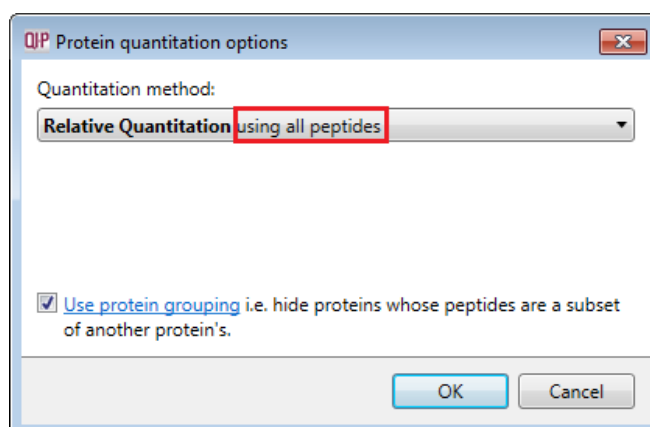 QIP Protein quantitation options
Quantitation method:
Relative Quantitation using all peptides
Use protein grouping i.e. hide proteins whose peptides are a subset
of another protein's.
OK Cancel